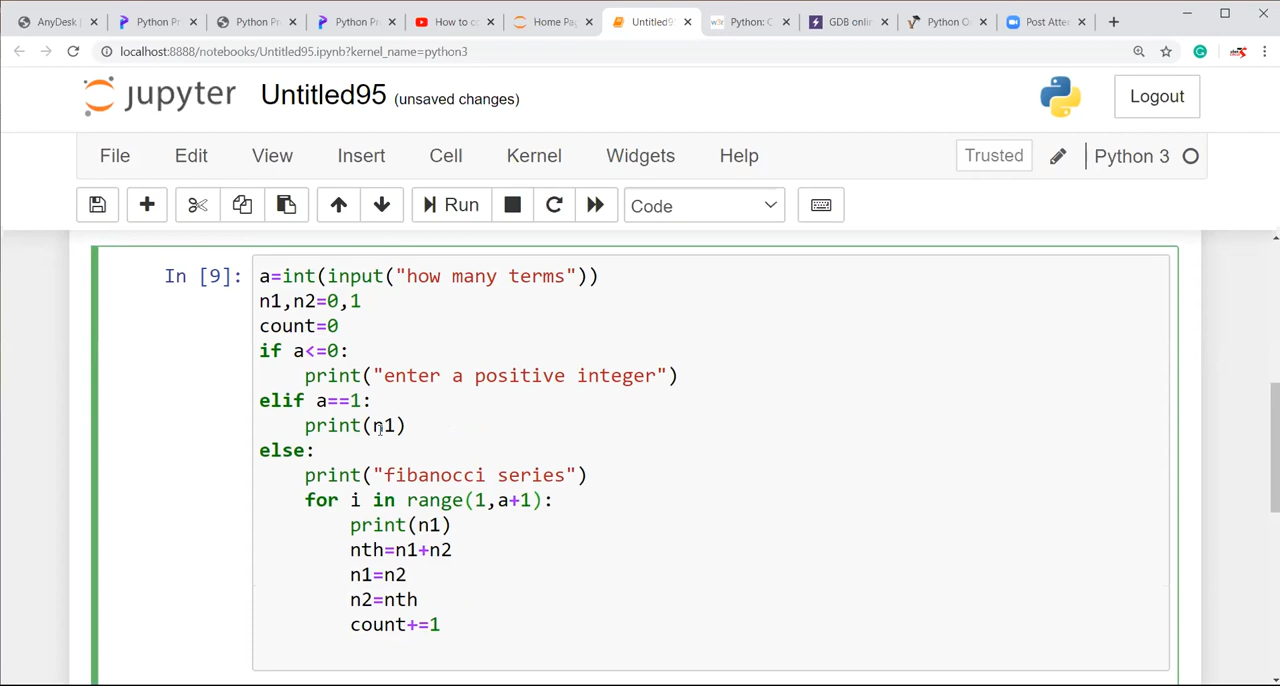 AnyDesk
Python Pr
Python Pr
Python Pr
How to c
Home Pa
Untitled95
Python: C
GDB onli
Python O
Post Atte
localhost:8888/notebooks/Untitled95.ipynb?kernel_name=python3
jupyter Untitled95 (unsaved changes)
Logout
File Edit View Insert Cell Kernel Widgets Help
Trusted
Python 3
Run
Code
In [9]:
a=int(input("how many terms"))
n1,n2=0,1
count=0
if a<=0:
    print("enter a positive integer")
elif a==1:
    print(n1)
else:
    print("fibanocci series")
    for i in range(1,a+1):
        print(n1)
        nth=n1+n2
        n1=n2
        n2=nth
        count+=1